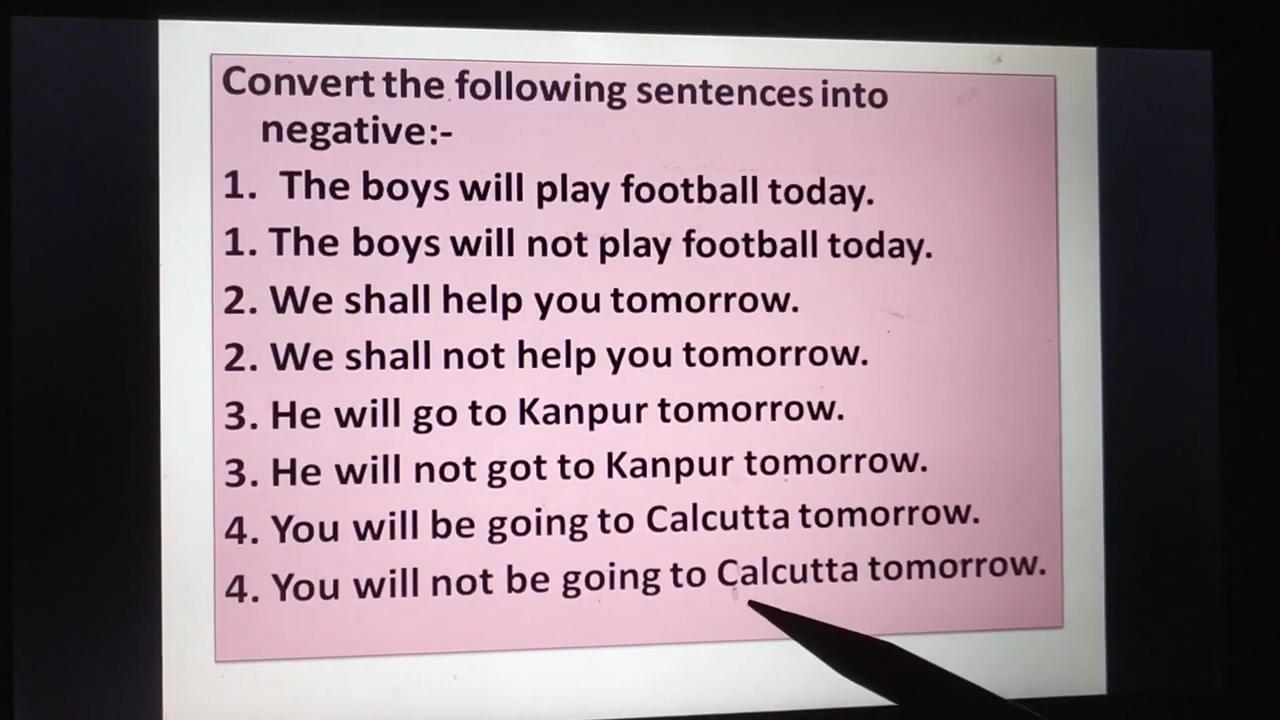 Convert the following sentences into
negative:-
1. The boys will play football today.
1. The boys will not play football today.
2. We shall help you tomorrow.
2. We shall not help you tomorrow.
3. He will go to Kanpur tomorrow.
3. He will not got to Kanpur tomorrow.
4. You will be going to Calcutta tomorrow.
4. You will not be going to Calcutta tomorrow.